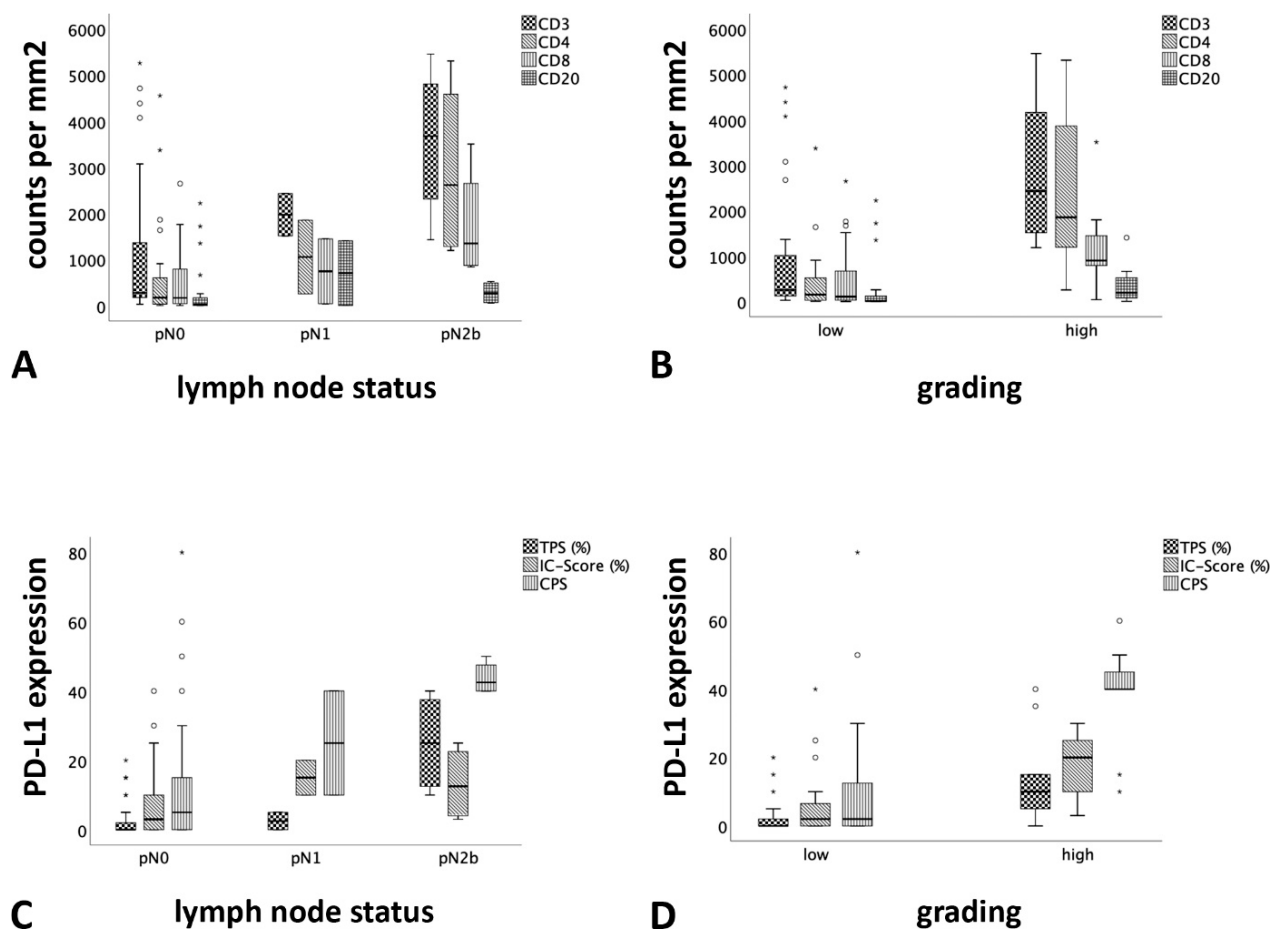 CD3
CD4
CD8
CD20
counts per mm2
6000
5000
4000
3000
2000
1000
0
pN0 pN1 pN2b
A lymph node status
CD3
CD4
CD8
CD20
counts per mm2
6000
5000
4000
3000
2000
1000
0
low high
B grading
TPS (%)
IC-Score (%)
CPS
PD-L1 expression
80
60
40
20
0
pN0 pN1 pN2b
C lymph node status
TPS (%)
IC-Score (%)
CPS
PD-L1 expression
80
60
40
20
0
low high
D grading